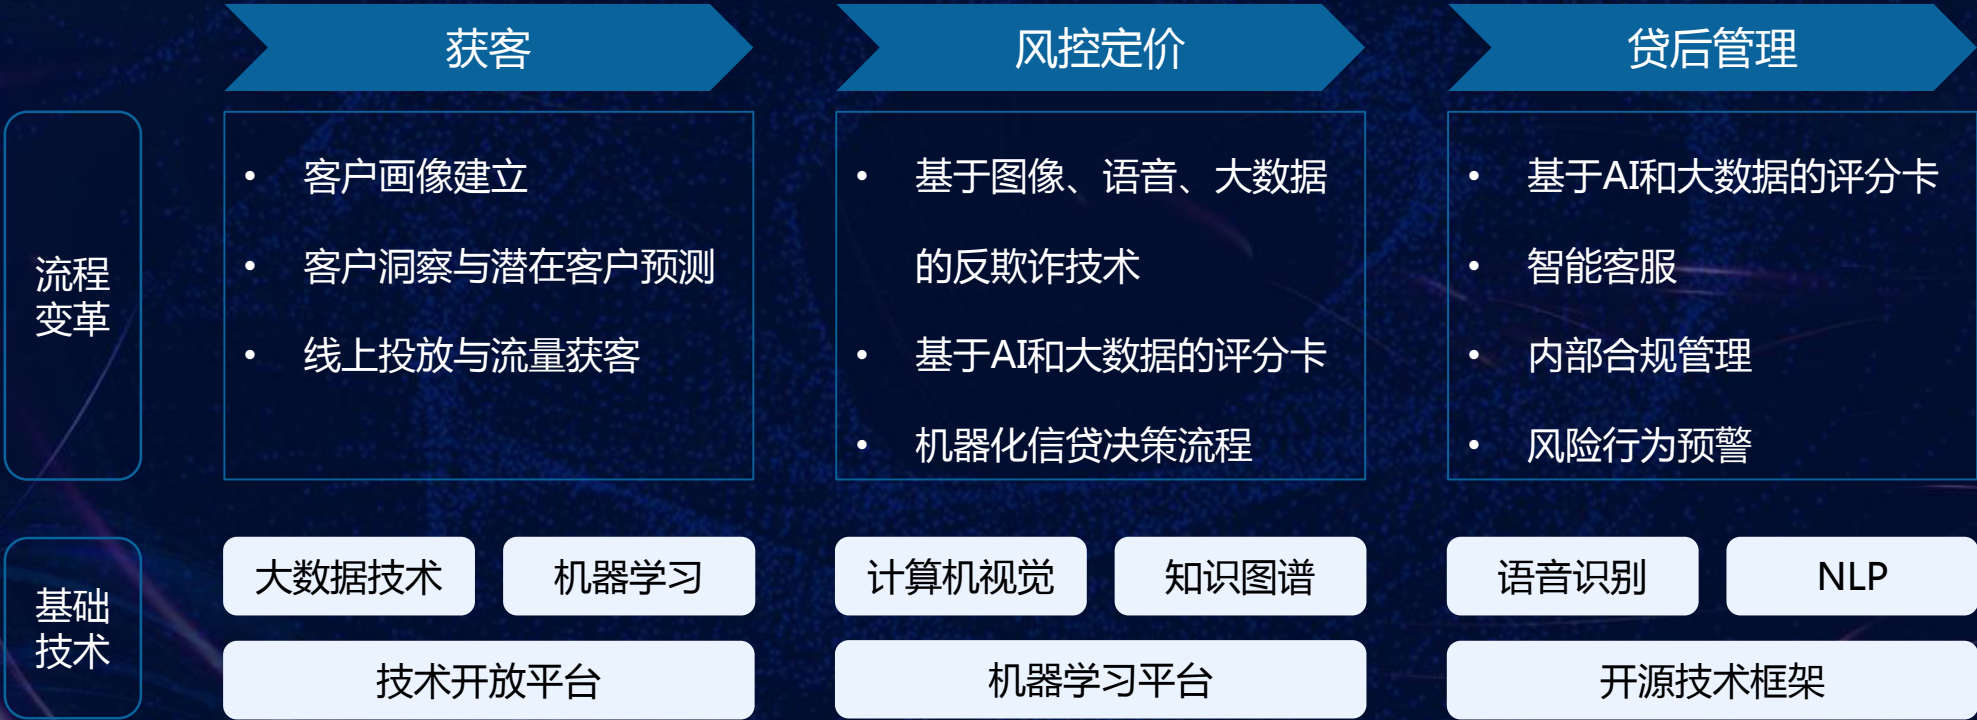 获客
风控定价
贷后管理
流程
变革
• 客户画像建立
• 客户洞察与潜在客户预测
• 线上投放与流量获客
• 基于图像、语音、大数据
的反欺诈技术
• 基于AI和大数据的评分卡
• 机器化信贷决策流程
• 基于AI和大数据的评分卡
• 智能客服
• 内部合规管理
• 风险行为预警
基础
技术
大数据技术
机器学习
计算机视觉
知识图谱
语音识别
NLP
技术开放平台
机器学习平台
开源技术框架